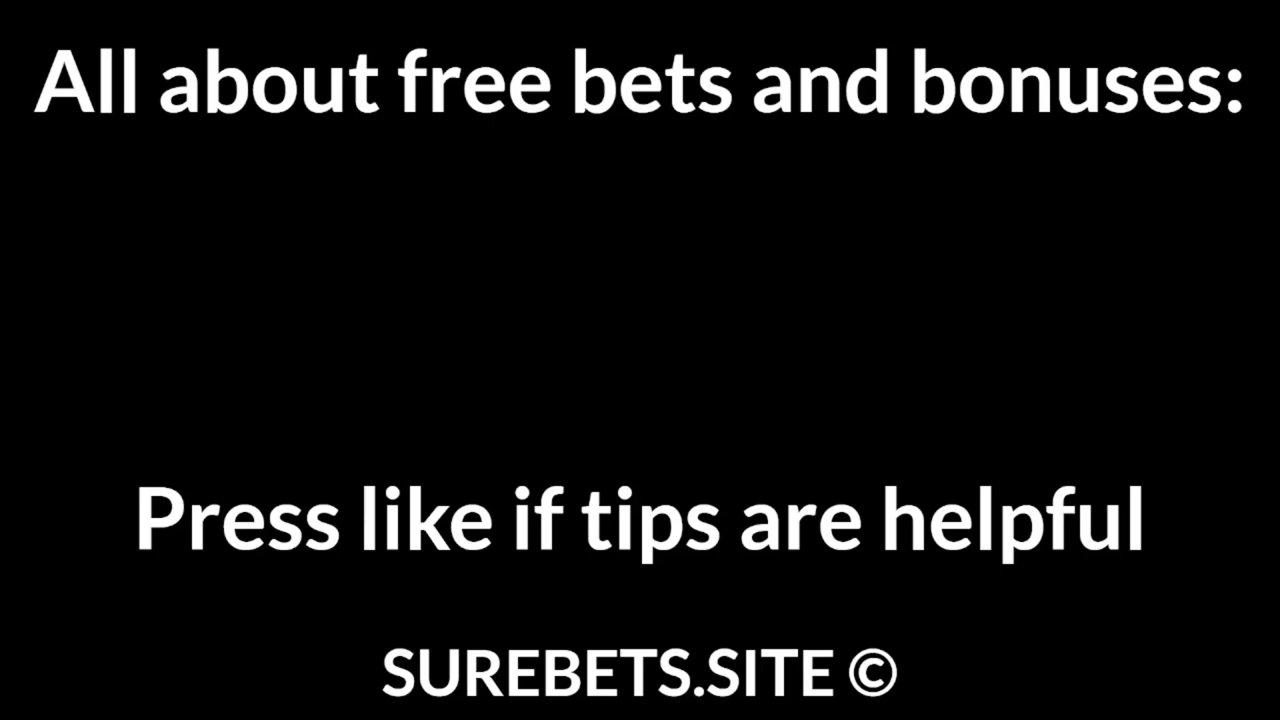 All about free bets and bonuses:
Press like if tips are helpful
SUREBETS.SITE ©